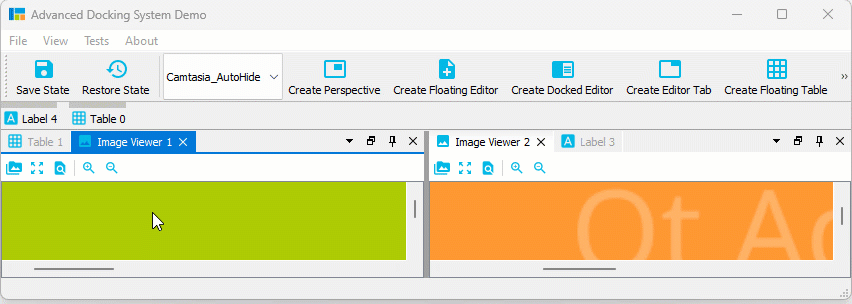 Advanced Docking System Demo
File View Tests About
Save State Restore State Camtasia_AutoHide Create Perspective Create Floating Editor Create Docked Editor Create Editor Tab Create Floating Table
A Label 4 Table 0
Table 1 Image Viewer 1 Image Viewer 2 A Label 3
Qt Ad